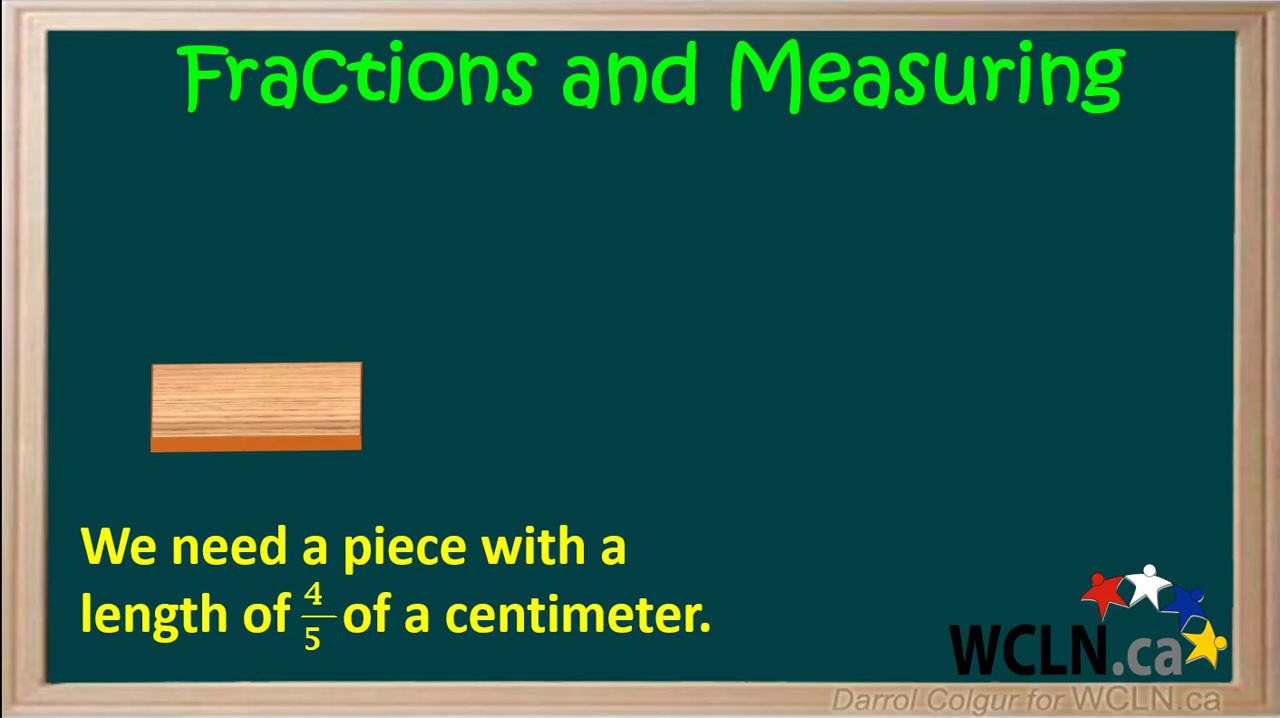 Fractions and Measuring
We need a piece with a
length of 4/5 of a centimeter.
WCLN.ca
Darrol Colgur for WCLN.ca